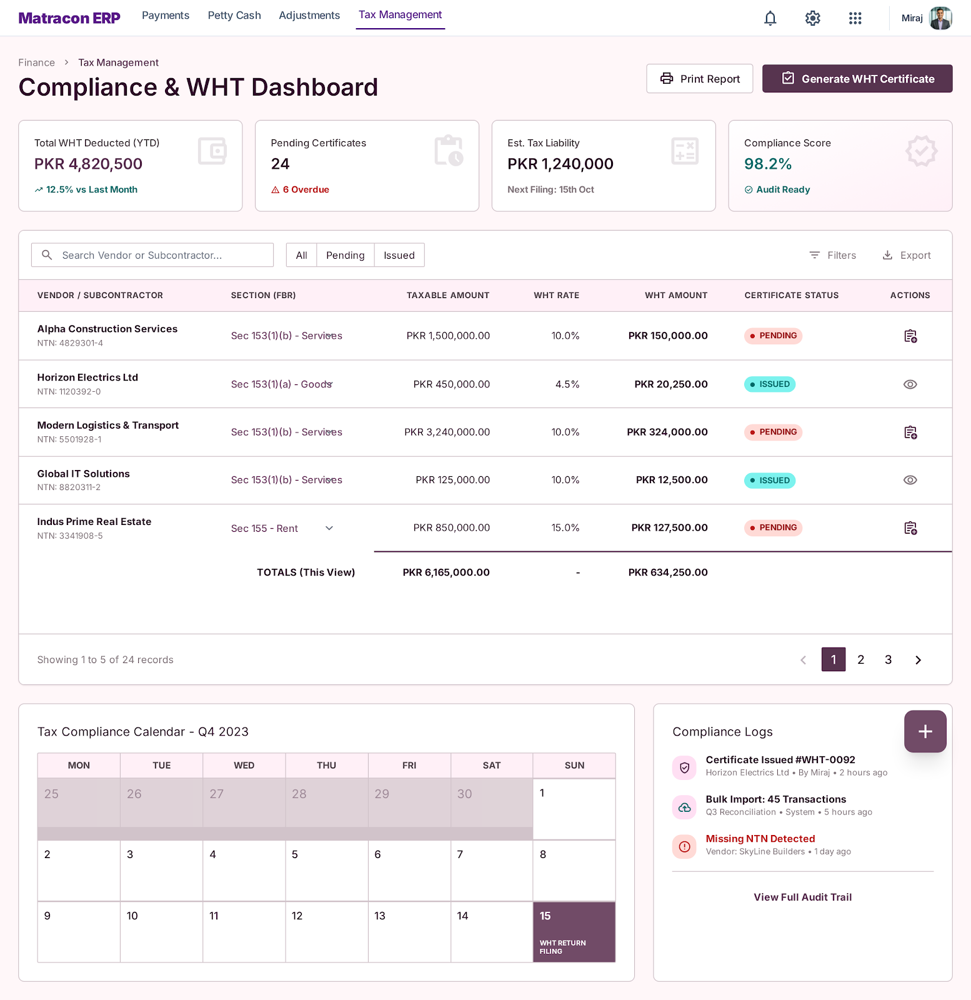 Matracon ERP
Payments
Petty Cash
Adjustments
Tax Management
Miraj
Finance
Tax Management
Compliance & WHT Dashboard
Print Report
Generate WHT Certificate
Total WHT Deducted (YTD)
PKR 4,820,500
12.5% vs Last Month
Pending Certificates
24
6 Overdue
Est. Tax Liability
PKR 1,240,000
Next Filing: 15th Oct
Compliance Score
98.2%
Audit Ready
Search Vendor or Subcontractor...
All
Pending
Issued
Filters
Export
VENDOR / SUBCONTRACTOR
SECTION (FBR)
TAXABLE AMOUNT
WHT RATE
WHT AMOUNT
CERTIFICATE STATUS
ACTIONS
Alpha Construction Services
NTN: 4829301-4
Sec 153(1)(b) - Services
PKR 1,500,000.00
10.0%
PKR 150,000.00
PENDING
Horizon Electrics Ltd
NTN: 1120392-0
Sec 153(1)(a) - Goods
PKR 450,000.00
4.5%
PKR 20,250.00
ISSUED
Modern Logistics & Transport
NTN: 5501928-1
Sec 153(1)(b) - Services
PKR 3,240,000.00
10.0%
PKR 324,000.00
PENDING
Global IT Solutions
NTN: 8820311-2
Sec 153(1)(b) - Services
PKR 125,000.00
10.0%
PKR 12,500.00
ISSUED
Indus Prime Real Estate
NTN: 3341908-5
Sec 155 - Rent
PKR 850,000.00
15.0%
PKR 127,500.00
PENDING
TOTALS (This View)
PKR 6,165,000.00
-
PKR 634,250.00
Showing 1 to 5 of 24 records
1
2
3
Tax Compliance Calendar - Q4 2023
MON
TUE
WED
THU
FRI
SAT
SUN
25
26
27
28
29
30
1
2
3
4
5
6
7
8
9
10
11
12
13
14
15
WHT RETURN
FILING
Compliance Logs
Certificate Issued #WHT-0092
Horizon Electrics Ltd • By Miraj • 2 hours ago
Bulk Import: 45 Transactions
Q3 Reconciliation • System • 5 hours ago
Missing NTN Detected
Vendor: SkyLine Builders • 1 day ago
View Full Audit Trail